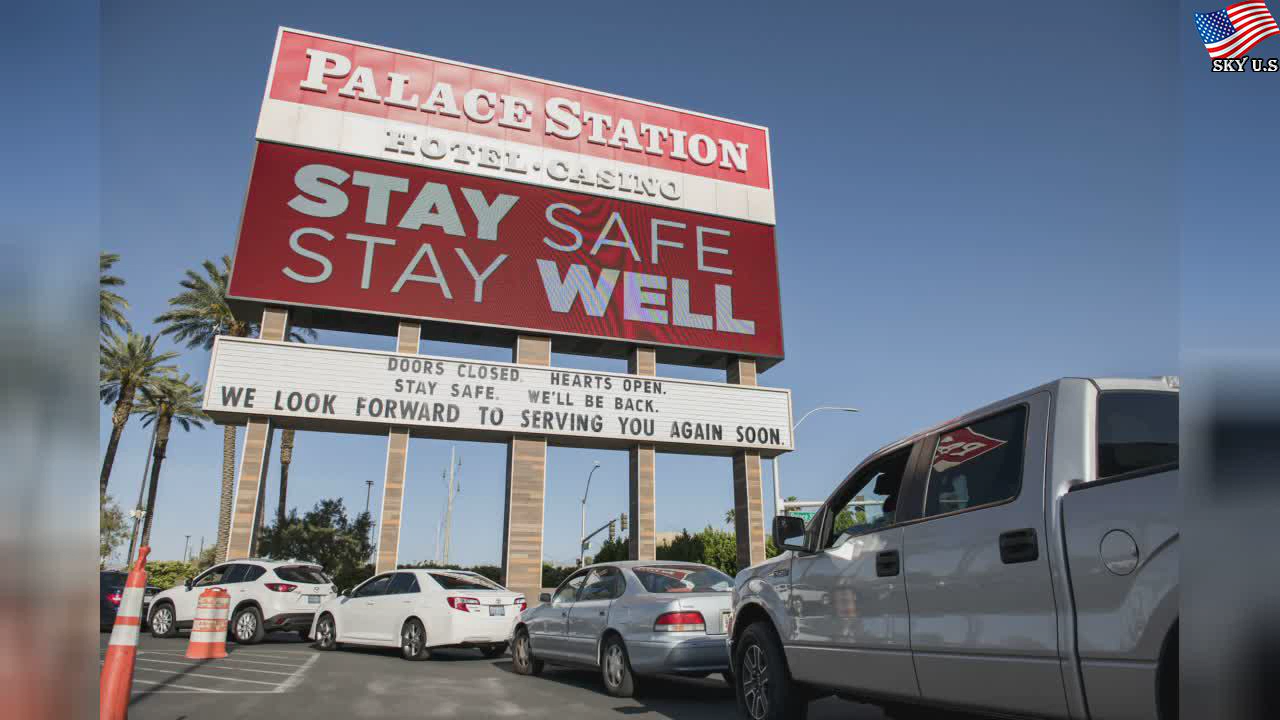 SKY U.S
PALACE STATION
HOTEL·CASINO
STAY SAFE
STAY WELL
DOORS CLOSED. HEARTS OPEN.
STAY SAFE. WE'LL BE BACK.
WE LOOK FORWARD TO SERVING YOU AGAIN SOON.